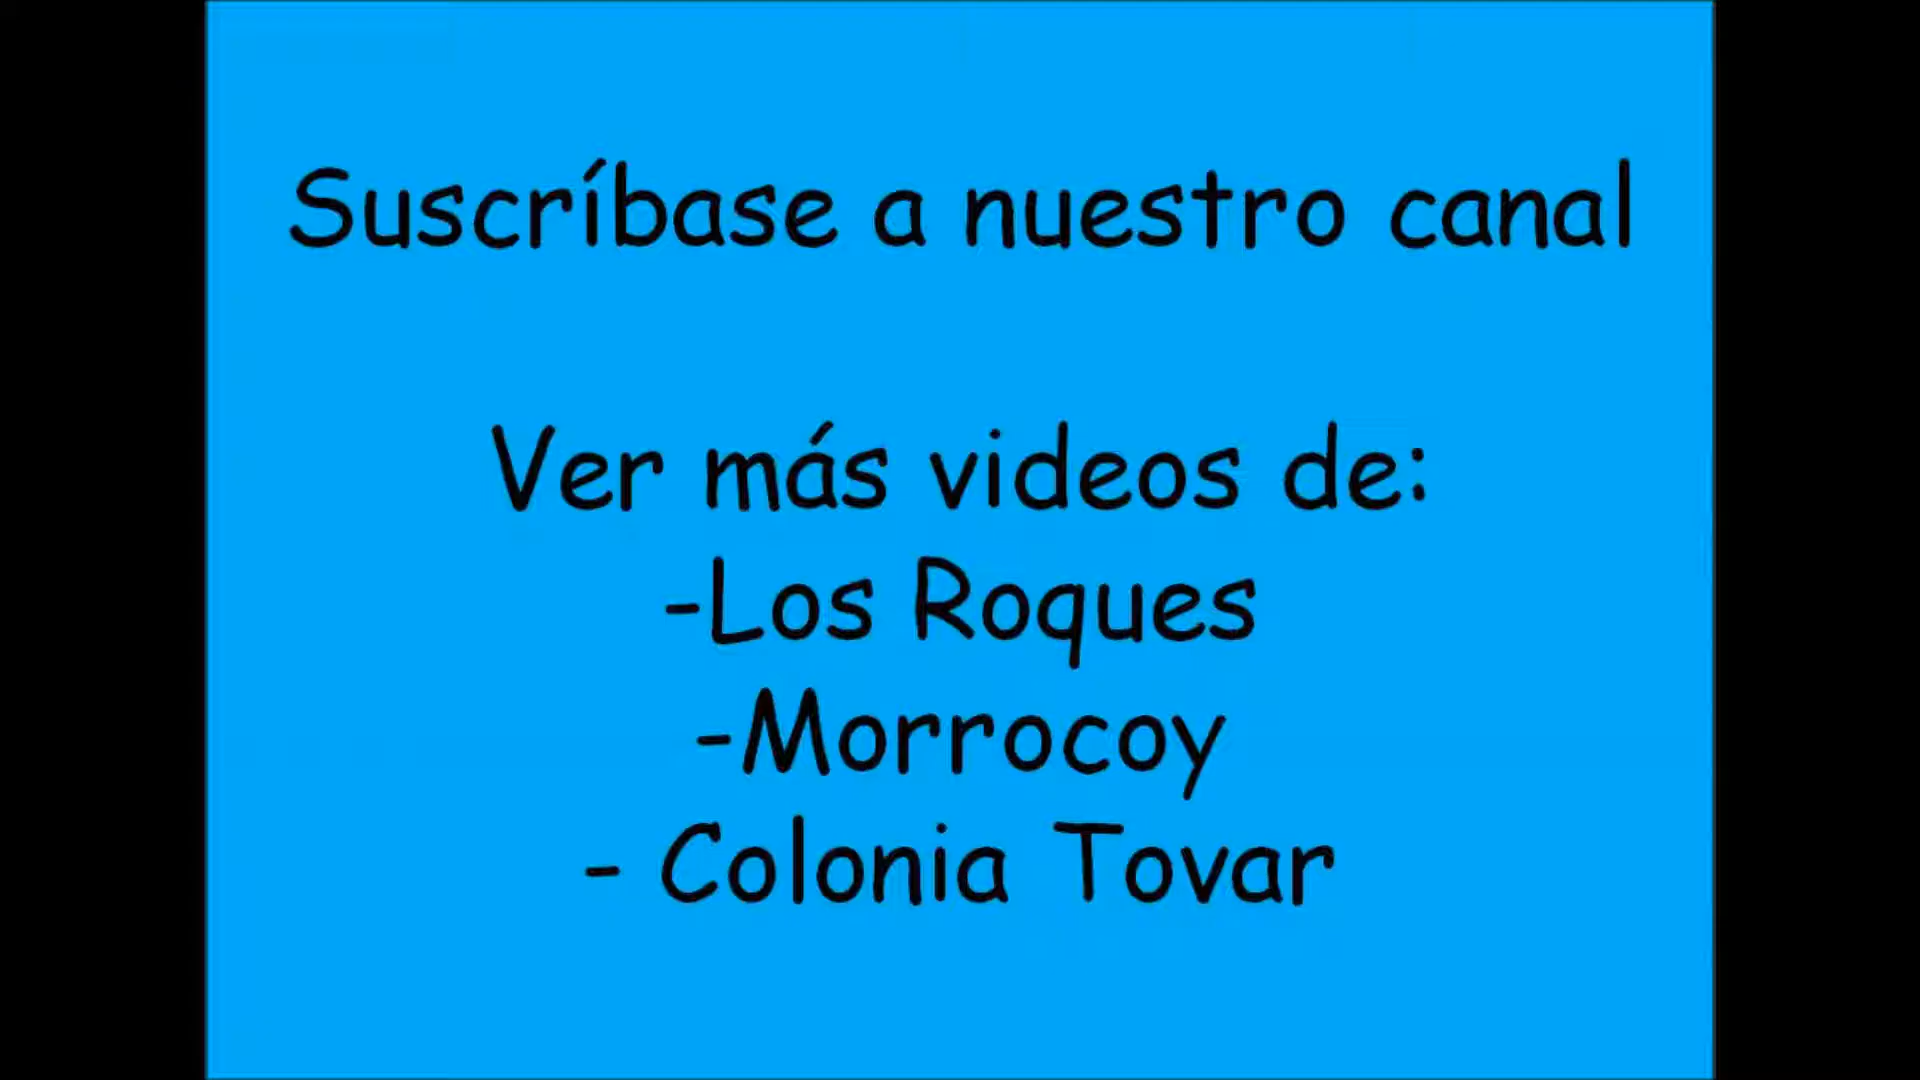 Suscríbase a nuestro canal
Ver más videos de:
-Los Roques
-Morrocoy
- Colonia Tovar